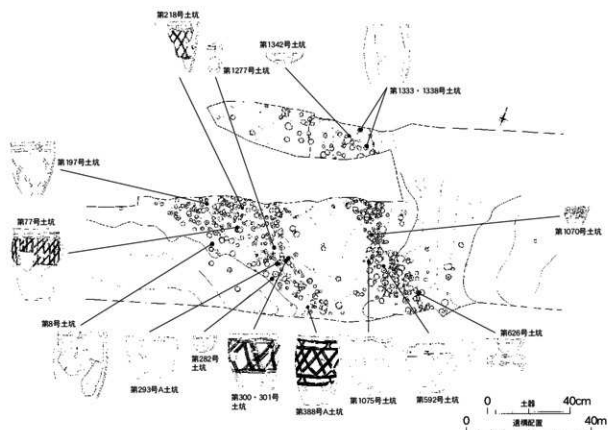 第218号土坑
第1277号土坑
第1342号土坑
第1333・1338号土坑
第197号土坑
第77号土坑
第1070号土坑
第8号土坑
第293号A土坑
第282号
土坑
第300・301号
土坑
第388号A土坑
第1075号土坑
第592号土坑
第626号土坑
0 土器 40cm
0 遺構配置 40m